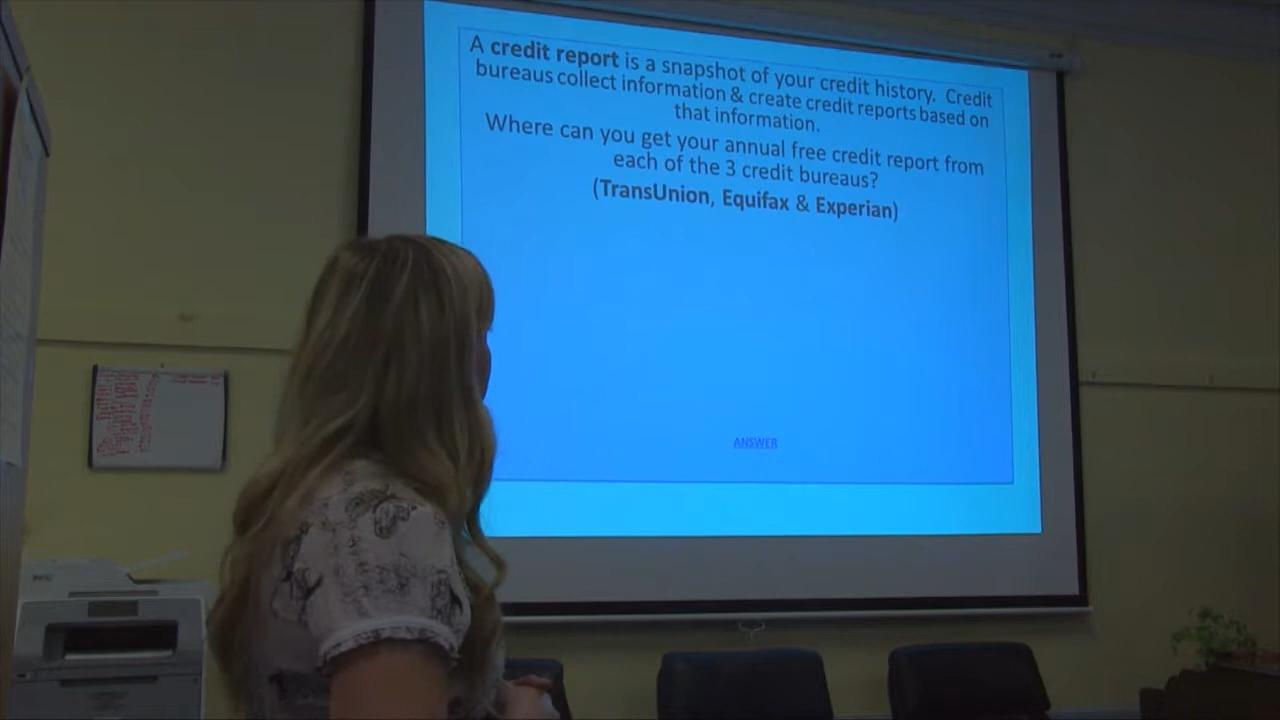 A credit report is a snapshot of your credit history. Credit
bureaus collect information & create credit reports based on
that information.
Where can you get your annual free credit report from
each of the 3 credit bureaus?
(TransUnion, Equifax & Experian)
ANSWER